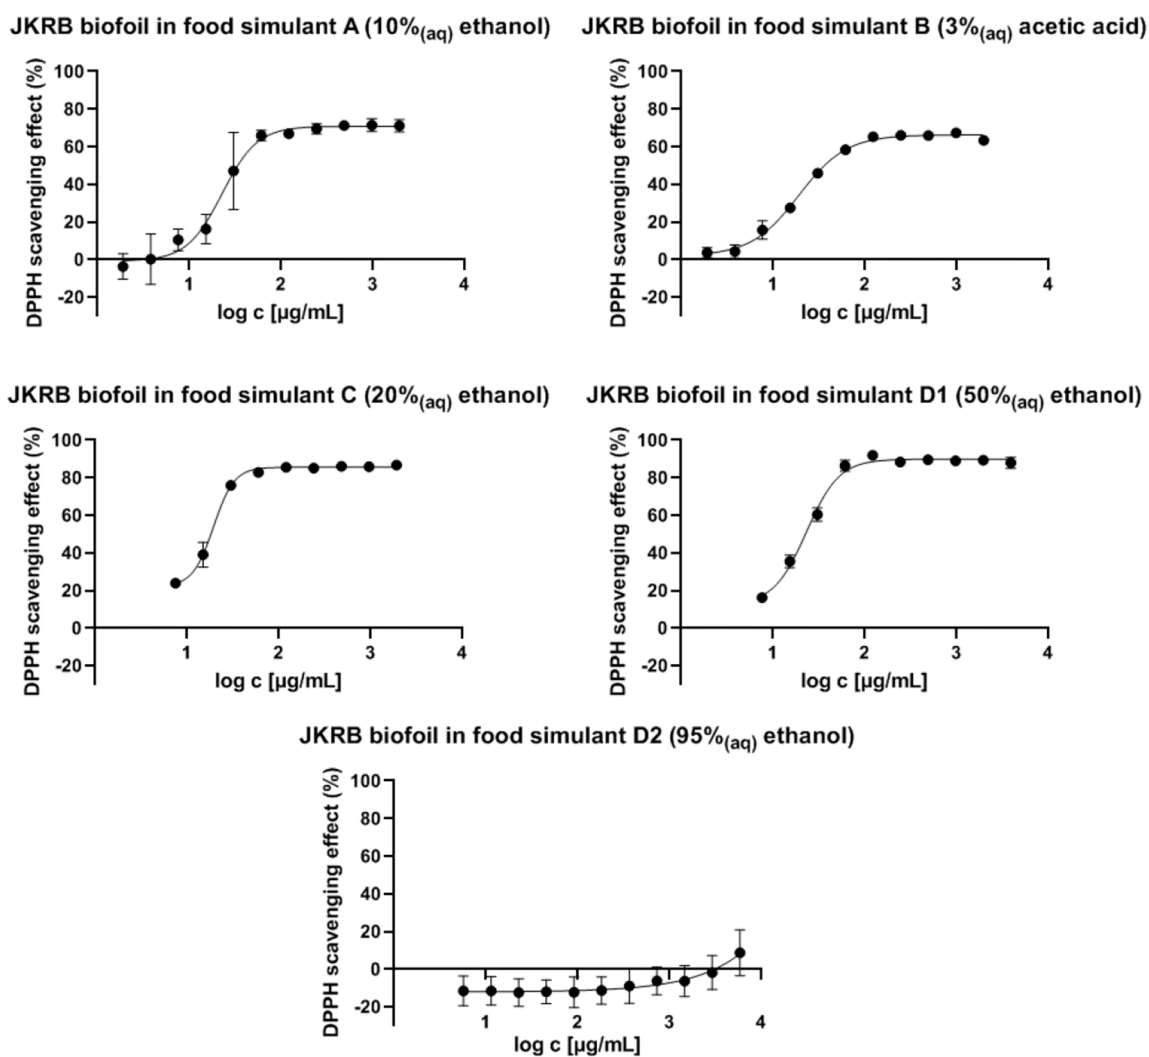 JKRB biofoil in food simulant A (10%(aq) ethanol)
DPPH scavenging effect (%)
100
80
60
40
20
0
-20
1 2 3 4
log c [µg/mL]
JKRB biofoil in food simulant B (3%(aq) acetic acid)
DPPH scavenging effect (%)
100
80
60
40
20
0
-20
1 2 3 4
log c [µg/mL]
JKRB biofoil in food simulant C (20%(aq) ethanol)
DPPH scavenging effect (%)
100
80
60
40
20
0
-20
1 2 3 4
log c [µg/mL]
JKRB biofoil in food simulant D1 (50%(aq) ethanol)
DPPH scavenging effect (%)
100
80
60
40
20
0
-20
1 2 3 4
log c [µg/mL]
JKRB biofoil in food simulant D2 (95%(aq) ethanol)
DPPH scavenging effect (%)
100
80
60
40
20
0
-20
1 2 3 4
log c [µg/mL]